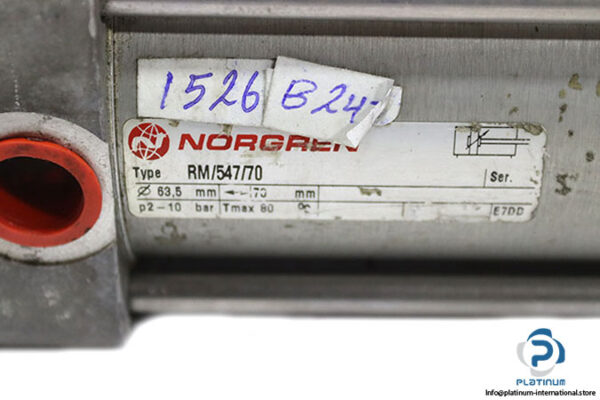 1526 B24
NORGREN
Type RM/547/70 Ser.
Ø 63,5 mm 70 mm
p2-10 bar Tmax 80 °C E7DD
PLATINUM
Info@platinum-international.store